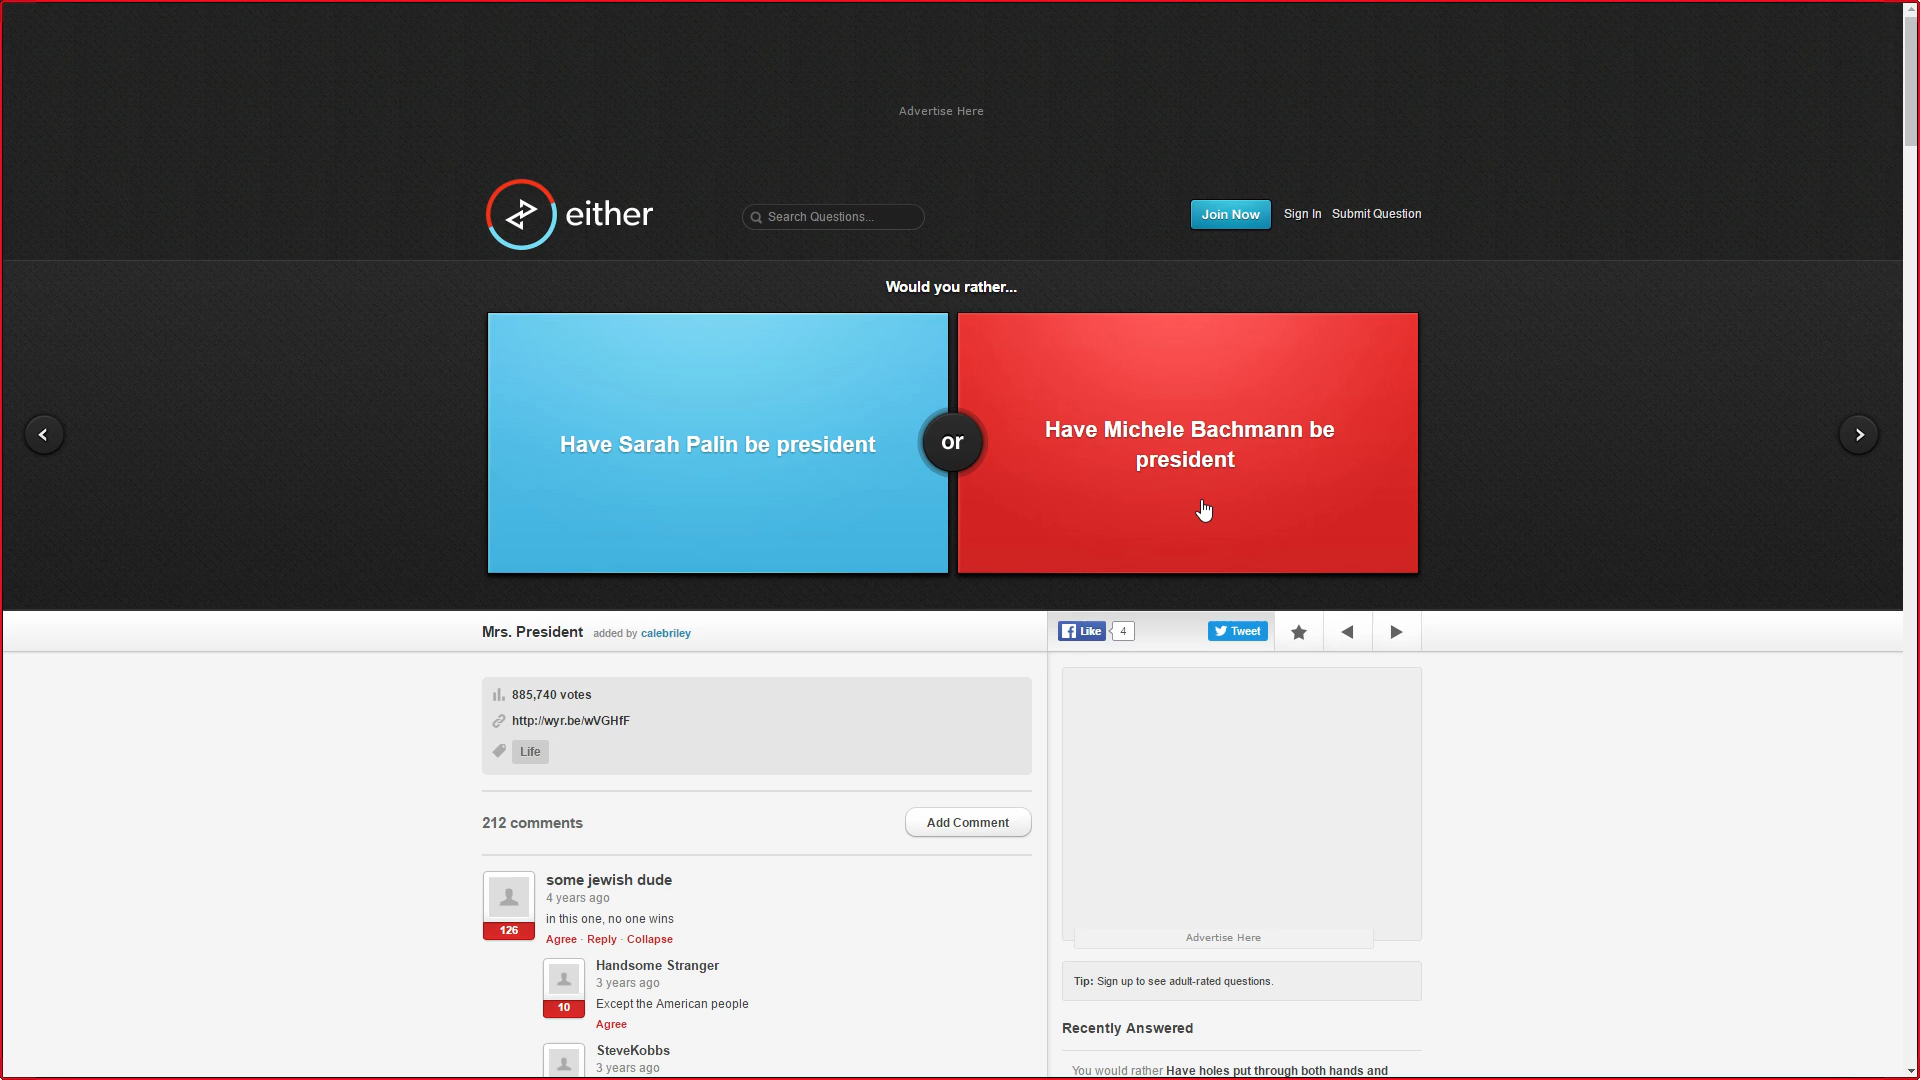 Advertise Here
either
Search Questions...
Join Now
Sign In
Submit Question
Would you rather...
Have Sarah Palin be president
or
Have Michele Bachmann be
president
Mrs. President added by calebriley
Like
4
Tweet
885,740 votes
http://wyr.be/wVGHfF
Life
212 comments
Add Comment
some jewish dude
4 years ago
in this one, no one wins
126
Agree · Reply · Collapse
Handsome Stranger
3 years ago
Except the American people
10
Agree
SteveKobbs
3 years ago
Advertise Here
Tip: Sign up to see adult-rated questions.
Recently Answered
You would rather Have holes put through both hands and